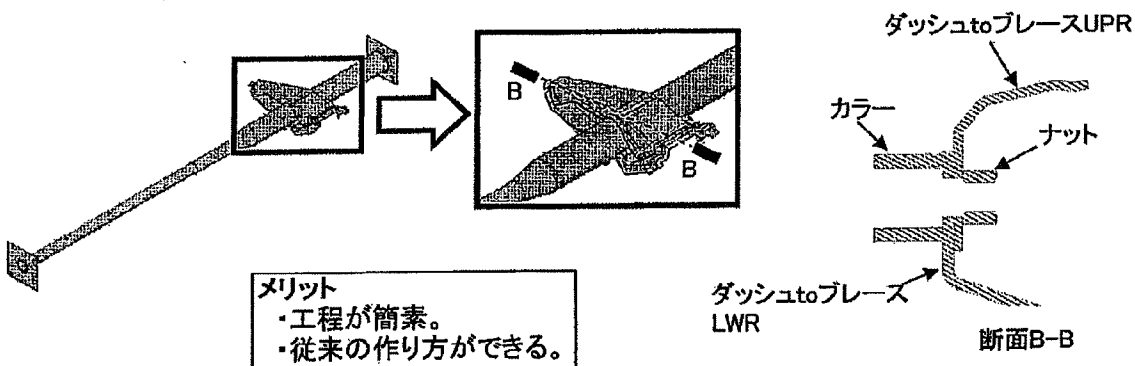 ダッシュtoブレースUPR
カラー
ナット
B
B
ダッシュtoブレース
LWR
断面B-B
メリット
・工程が簡素。
・従来の作り方ができる。